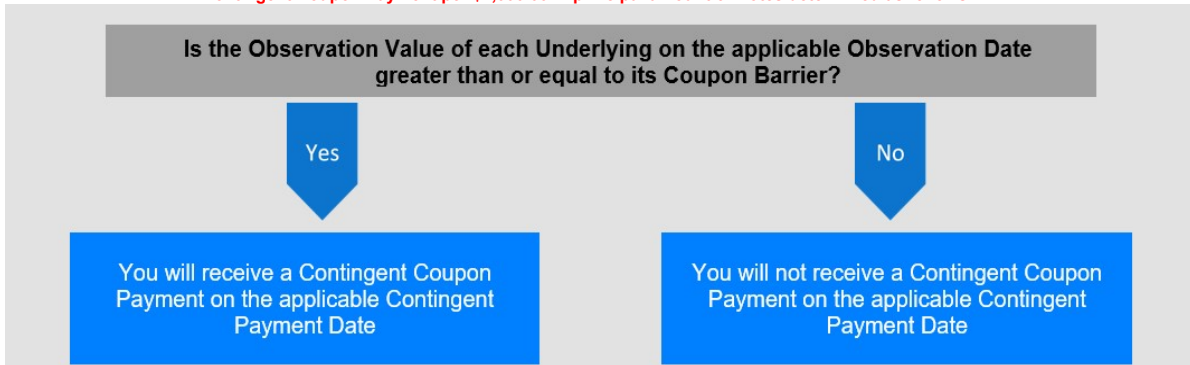 Is the Observation Value of each Underlying on the applicable Observation Date
greater than or equal to its Coupon Barrier?
Yes
No
You will receive a Contingent Coupon
Payment on the applicable Contingent
Payment Date
You will not receive a Contingent Coupon
Payment on the applicable Contingent
Payment Date